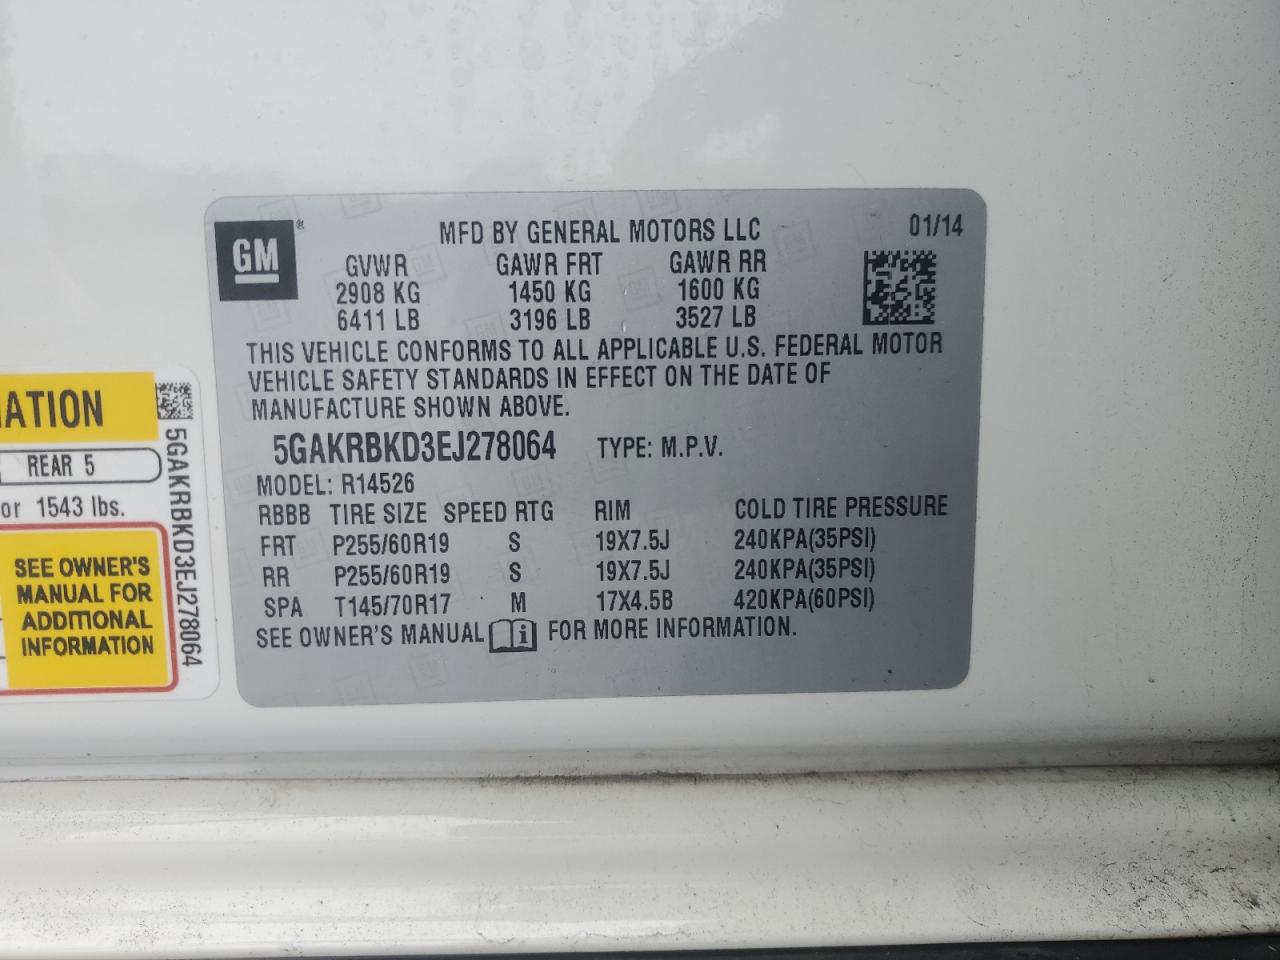 GM®
MFD BY GENERAL MOTORS LLC 01/14
GVWR GAWR FRT GAWR RR
2908 KG 1450 KG 1600 KG
6411 LB 3196 LB 3527 LB
THIS VEHICLE CONFORMS TO ALL APPLICABLE U.S. FEDERAL MOTOR
VEHICLE SAFETY STANDARDS IN EFFECT ON THE DATE OF
MANUFACTURE SHOWN ABOVE.
5GAKRBKD3EJ278064 TYPE: M.P.V.
MODEL: R14526
RBBB TIRE SIZE SPEED RTG RIM COLD TIRE PRESSURE
FRT P255/60R19 S 19X7.5J 240KPA(35PSI)
RR P255/60R19 S 19X7.5J 240KPA(35PSI)
SPA T145/70R17 M 17X4.5B 420KPA(60PSI)
SEE OWNER'S MANUAL i FOR MORE INFORMATION.
ATION
REAR 5
or 1543 lbs.
SEE OWNER'S
MANUAL FOR
ADDITIONAL
INFORMATION
5GAKRBKD3EJ278064